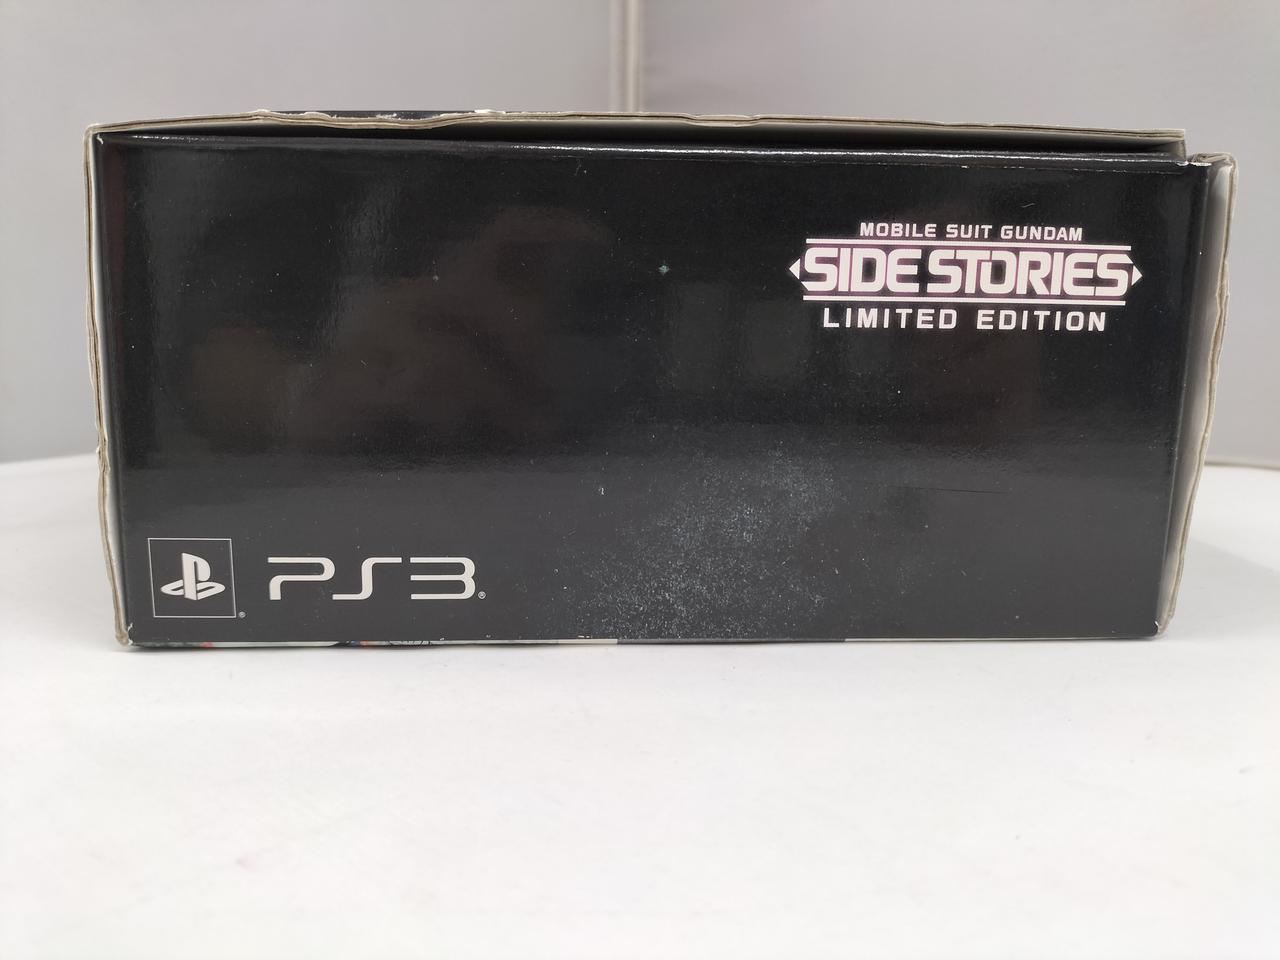 MOBILE SUIT GUNDAM
SIDE STORIES
LIMITED EDITION
PS3®